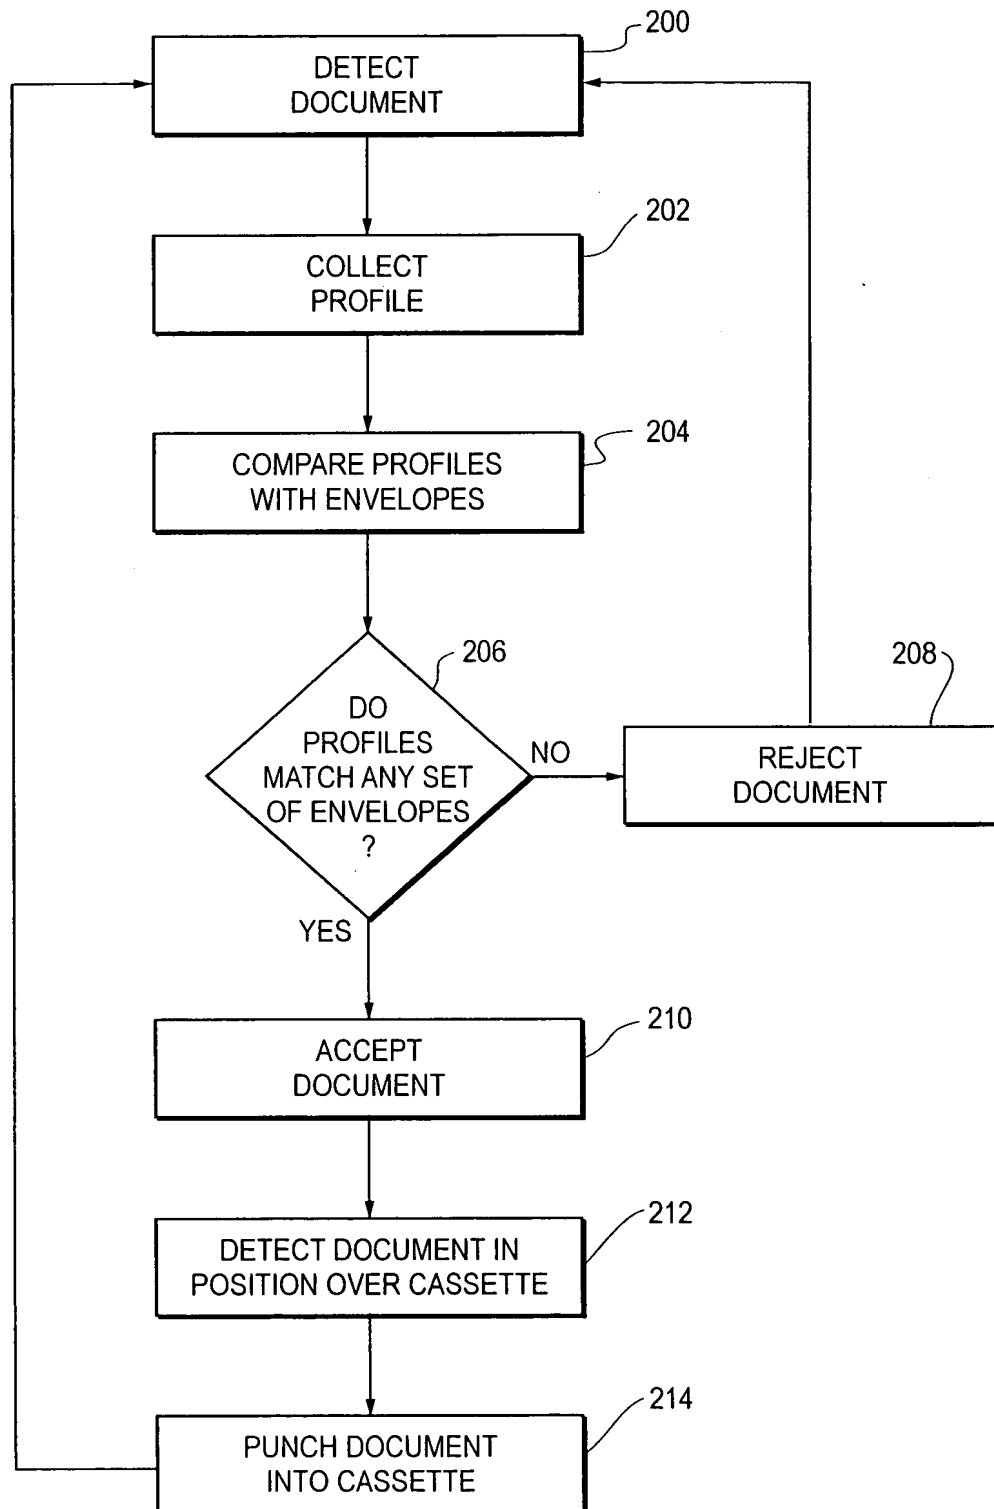 200
DETECT
DOCUMENT
202
COLLECT
PROFILE
204
COMPARE PROFILES
WITH ENVELOPES
206
DO
PROFILES
MATCH ANY SET
OF ENVELOPES
?
NO
208
REJECT
DOCUMENT
YES
210
ACCEPT
DOCUMENT
212
DETECT DOCUMENT IN
POSITION OVER CASSETTE
214
PUNCH DOCUMENT
INTO CASSETTE